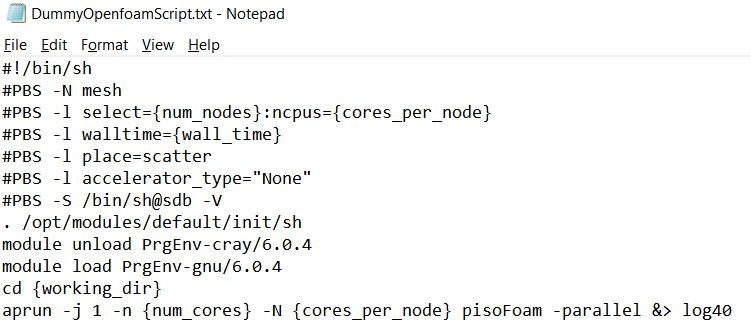 DummyOpenfoamScript.txt - Notepad
File Edit Format View Help
#!/bin/sh
#PBS -N mesh
#PBS -l select={num_nodes}:ncpus={cores_per_node}
#PBS -l walltime={wall_time}
#PBS -l place=scatter
#PBS -l accelerator_type="None"
#PBS -S /bin/sh@sdb -V
. /opt/modules/default/init/sh
module unload PrgEnv-cray/6.0.4
module load PrgEnv-gnu/6.0.4
cd {working_dir}
aprun -j 1 -n {num_cores} -N {cores_per_node} pisoFoam -parallel &> log40